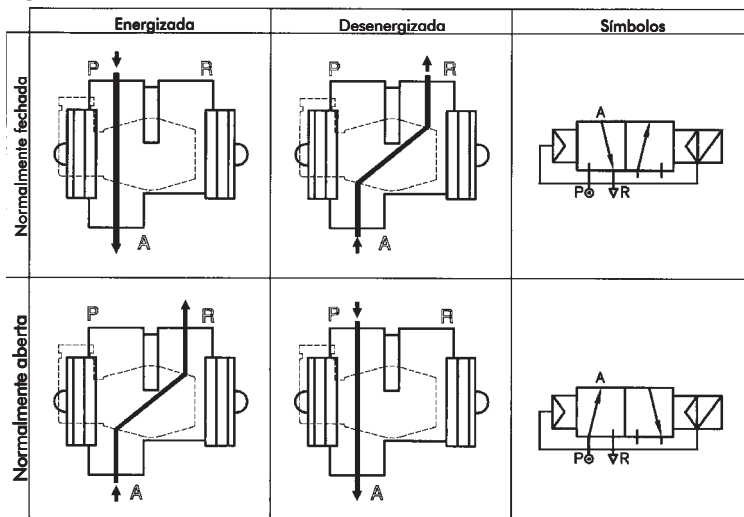 Energizada
Desenergizada
Símbolos
Normalmente fechada
P
R
A
P
R
A
A
P
R
Normalmente aberta
P
R
A
P
R
A
A
P
R